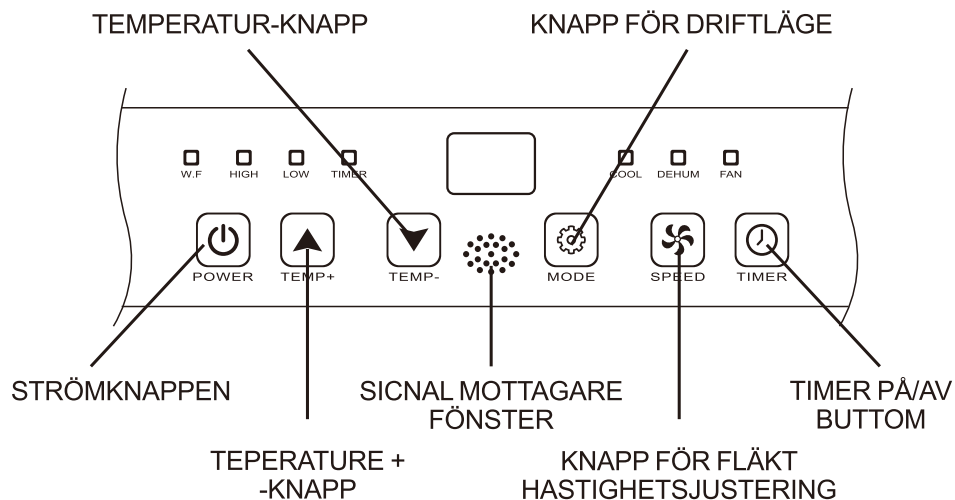 TEMPERATUR-KNAPP
KNAPP FÖR DRIFTLÄGE
W.F HIGH LOW TIMER COOL DEHUM FAN
POWER TEMP+ TEMP- MODE SPEED TIMER
STRÖMKNAPPEN
SICNAL MOTTAGARE
FÖNSTER
TIMER PÅ/AV
BUTTOM
TEPERATURE +
-KNAPP
KNAPP FÖR FLÄKT
HASTIGHETSJUSTERING